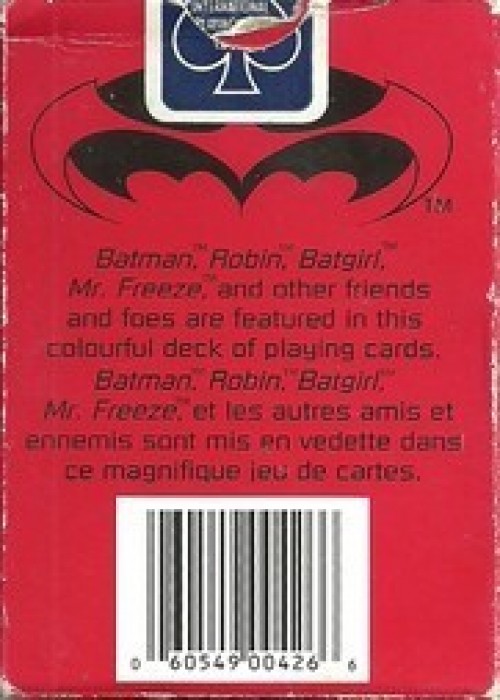 INTERNATIONAL
PLAYING
TM
Batman,™ Robin,™ Batgirl,™
Mr. Freeze,™ and other friends
and foes are featured in this
colourful deck of playing cards.
Batman,™ Robin,™ Batgirl,™
Mr. Freeze,™ et les autres amis et
ennemis sont mis en vedette dans
ce magnifique jeu de cartes.
0 60549 00426 6